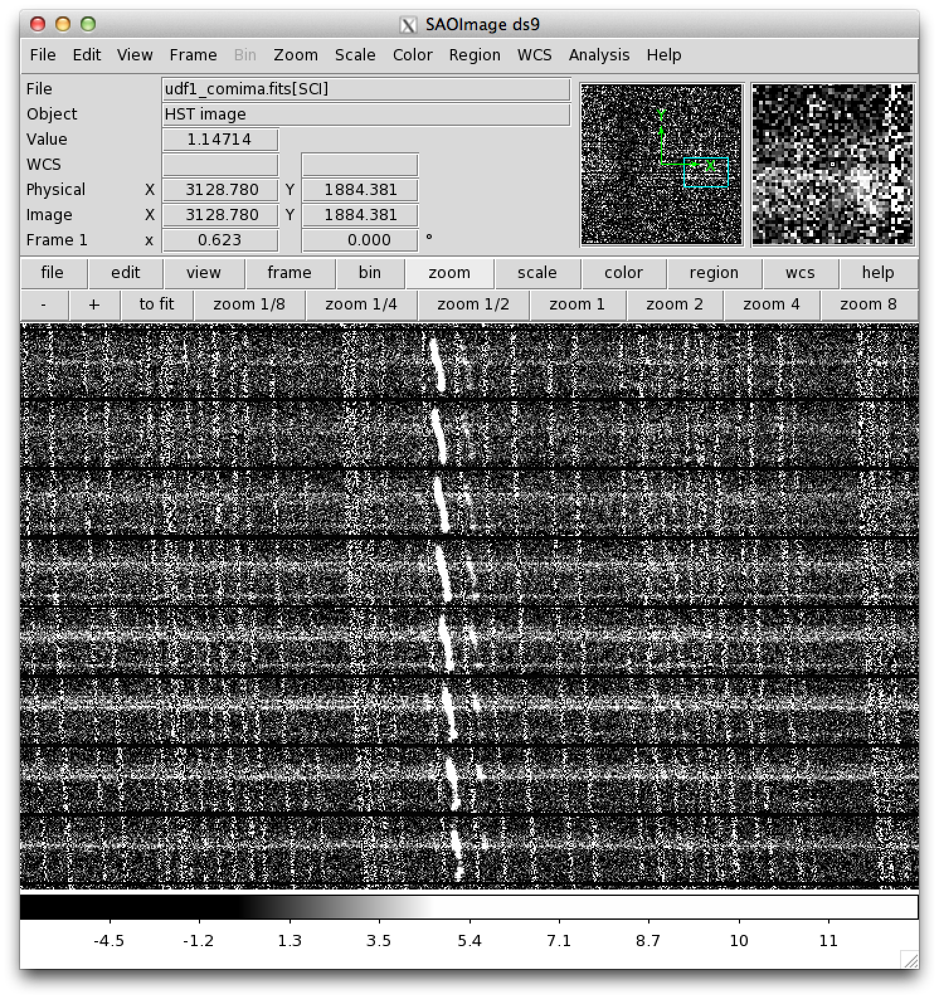 SAOImage ds9
File Edit View Frame Bin Zoom Scale Color Region WCS Analysis Help
File udf1_comima.fits[SCI]
Object HST image
Value 1.14714
WCS
Physical X 3128.780 Y 1884.381
Image X 3128.780 Y 1884.381
Frame 1 x 0.623 0.000 °
Y
X
file edit view frame bin zoom scale color region wcs help
- + to fit zoom 1/8 zoom 1/4 zoom 1/2 zoom 1 zoom 2 zoom 4 zoom 8
-4.5 -1.2 1.3 3.5 5.4 7.1 8.7 10 11